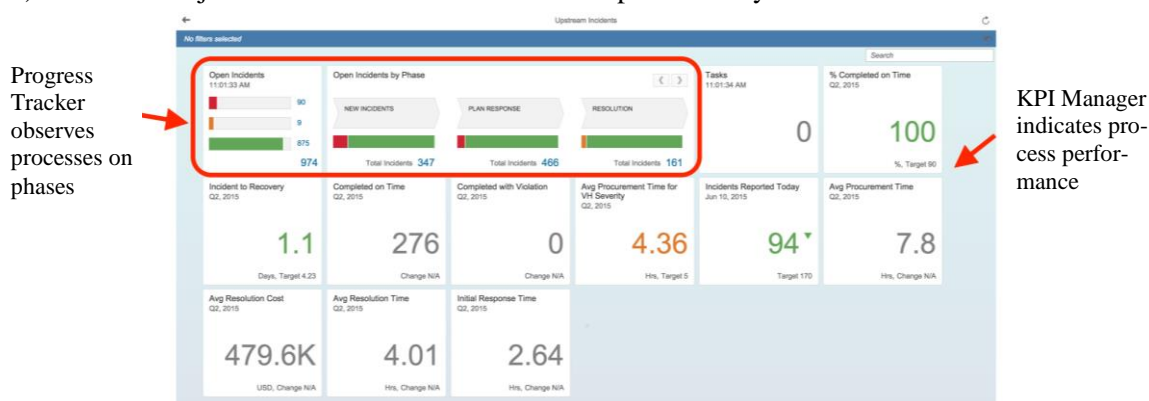 Upstream Incidents
No filters selected
Search
Progress
Tracker
observes
processes on
phases
Open Incidents
11:01:33 AM
90
9
875
974
Open Incidents by Phase
NEW INCIDENTS
PLAN RESPONSE
RESOLUTION
Total Incidents 347
Total Incidents 466
Total Incidents 161
Tasks
11:01:34 AM
0
% Completed on Time
Q2, 2015
100
%, Target 90
KPI Manager
indicates pro-
cess perfor-
mance
Incident to Recovery
Q2, 2015
1.1
Days, Target 4.23
Completed on Time
Q2, 2015
276
Change N/A
Completed with Violation
Q2, 2015
0
Change N/A
Avg Procurement Time for
VH Severity
Q2, 2015
4.36
Hrs, Target 5
Incidents Reported Today
Jun 10, 2015
94
Target 170
Avg Procurement Time
Q2, 2015
7.8
Hrs, Change N/A
Avg Resolution Cost
Q2, 2015
479.6K
USD, Change N/A
Avg Resolution Time
Q2, 2015
4.01
Hrs, Change N/A
Initial Response Time
Q2, 2015
2.64
Hrs, Change N/A